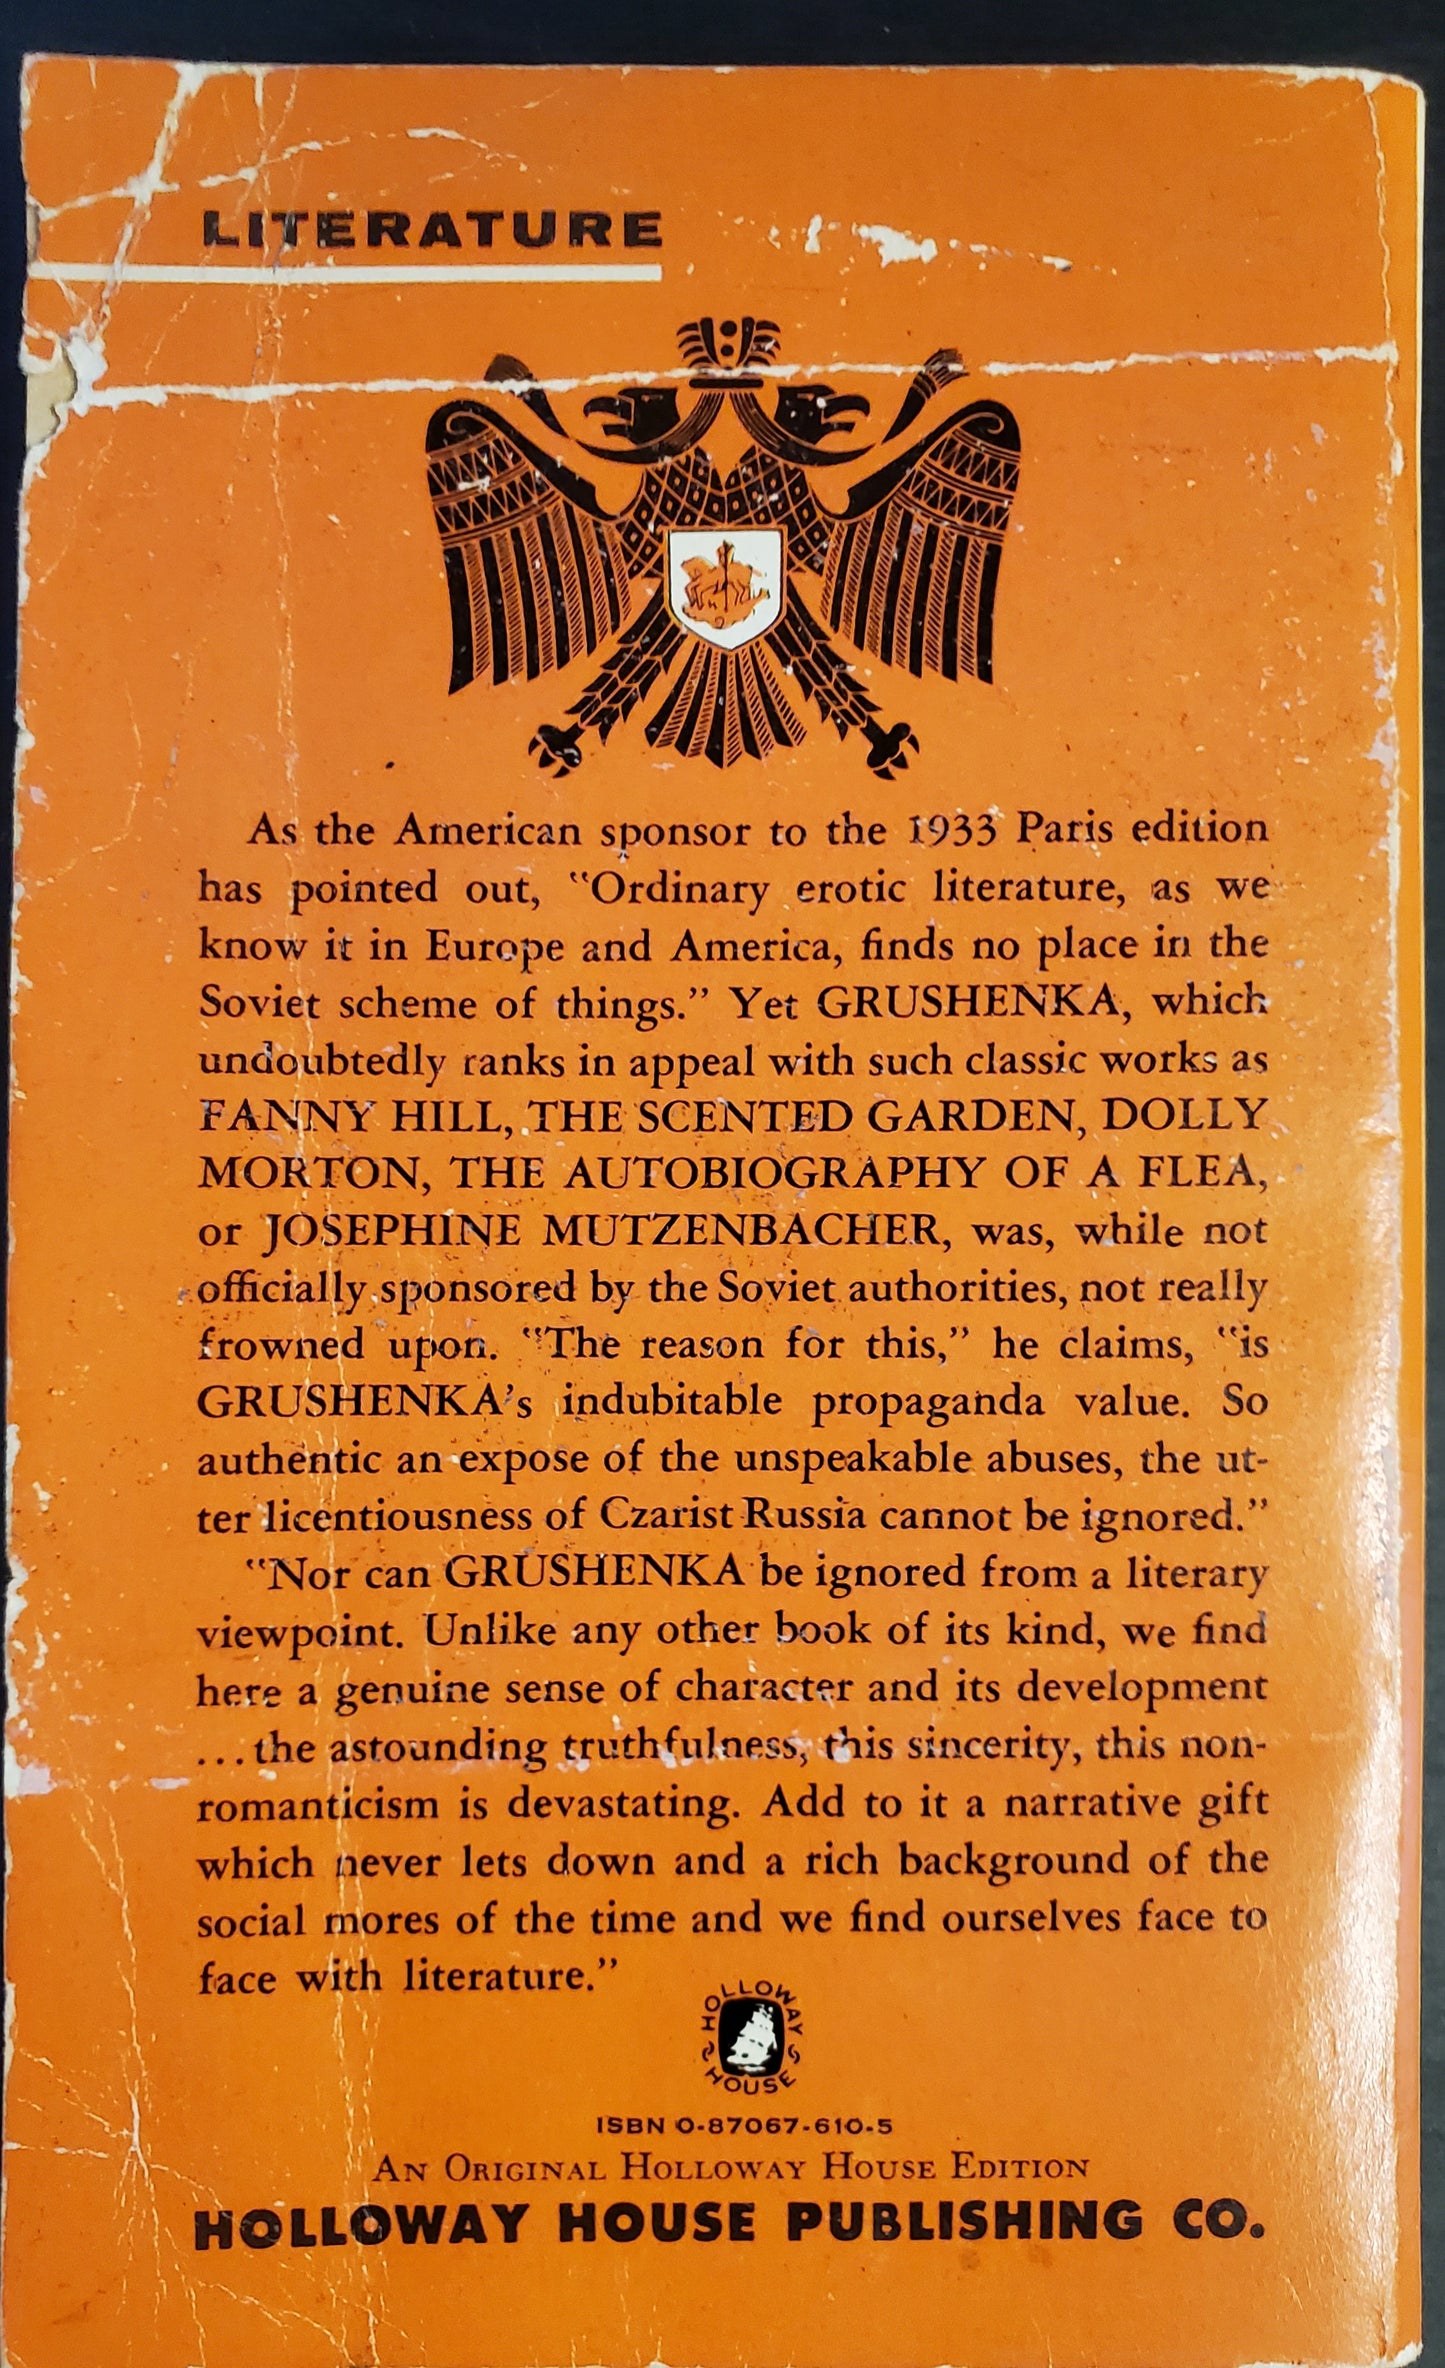 LITERATURE
As the American sponsor to the 1933 Paris edition
has pointed out, "Ordinary erotic literature, as we
know it in Europe and America, finds no place in the
Soviet scheme of things." Yet GRUSHENKA, which
undoubtedly ranks in appeal with such classic works as
FANNY HILL, THE SCENTED GARDEN, DOLLY
MORTON, THE AUTOBIOGRAPHY OF A FLEA,
or JOSEPHINE MUTZENBACHER, was, while not
officially sponsored by the Soviet authorities, not really
frowned upon. "The reason for this," he claims, "is
GRUSHENKA's indubitable propaganda value. So
authentic an expose of the unspeakable abuses, the ut-
ter licentiousness of Czarist Russia cannot be ignored."
"Nor can GRUSHENKA be ignored from a literary
viewpoint. Unlike any other book of its kind, we find
here a genuine sense of character and its development
...the astounding truthfulness, this sincerity, this non-
romanticism is devastating. Add to it a narrative gift
which never lets down and a rich background of the
social mores of the time and we find ourselves face to
face with literature."
HOLLOWAY
HOUSE
ISBN 0-87067-610-5
AN ORIGINAL HOLLOWAY HOUSE EDITION
HOLLOWAY HOUSE PUBLISHING CO.